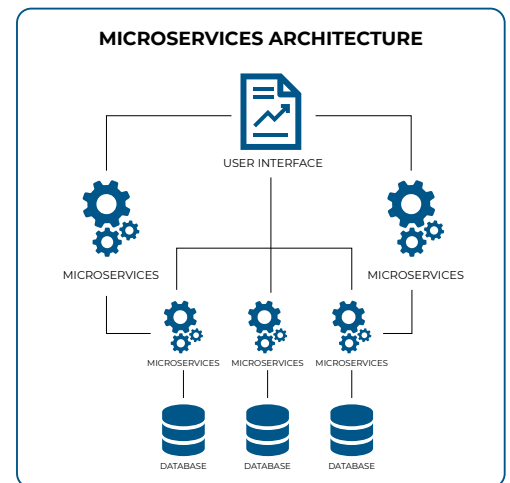 MICROSERVICES ARCHITECTURE
USER INTERFACE
MICROSERVICES
MICROSERVICES
MICROSERVICES
MICROSERVICES
MICROSERVICES
DATABASE
DATABASE
DATABASE